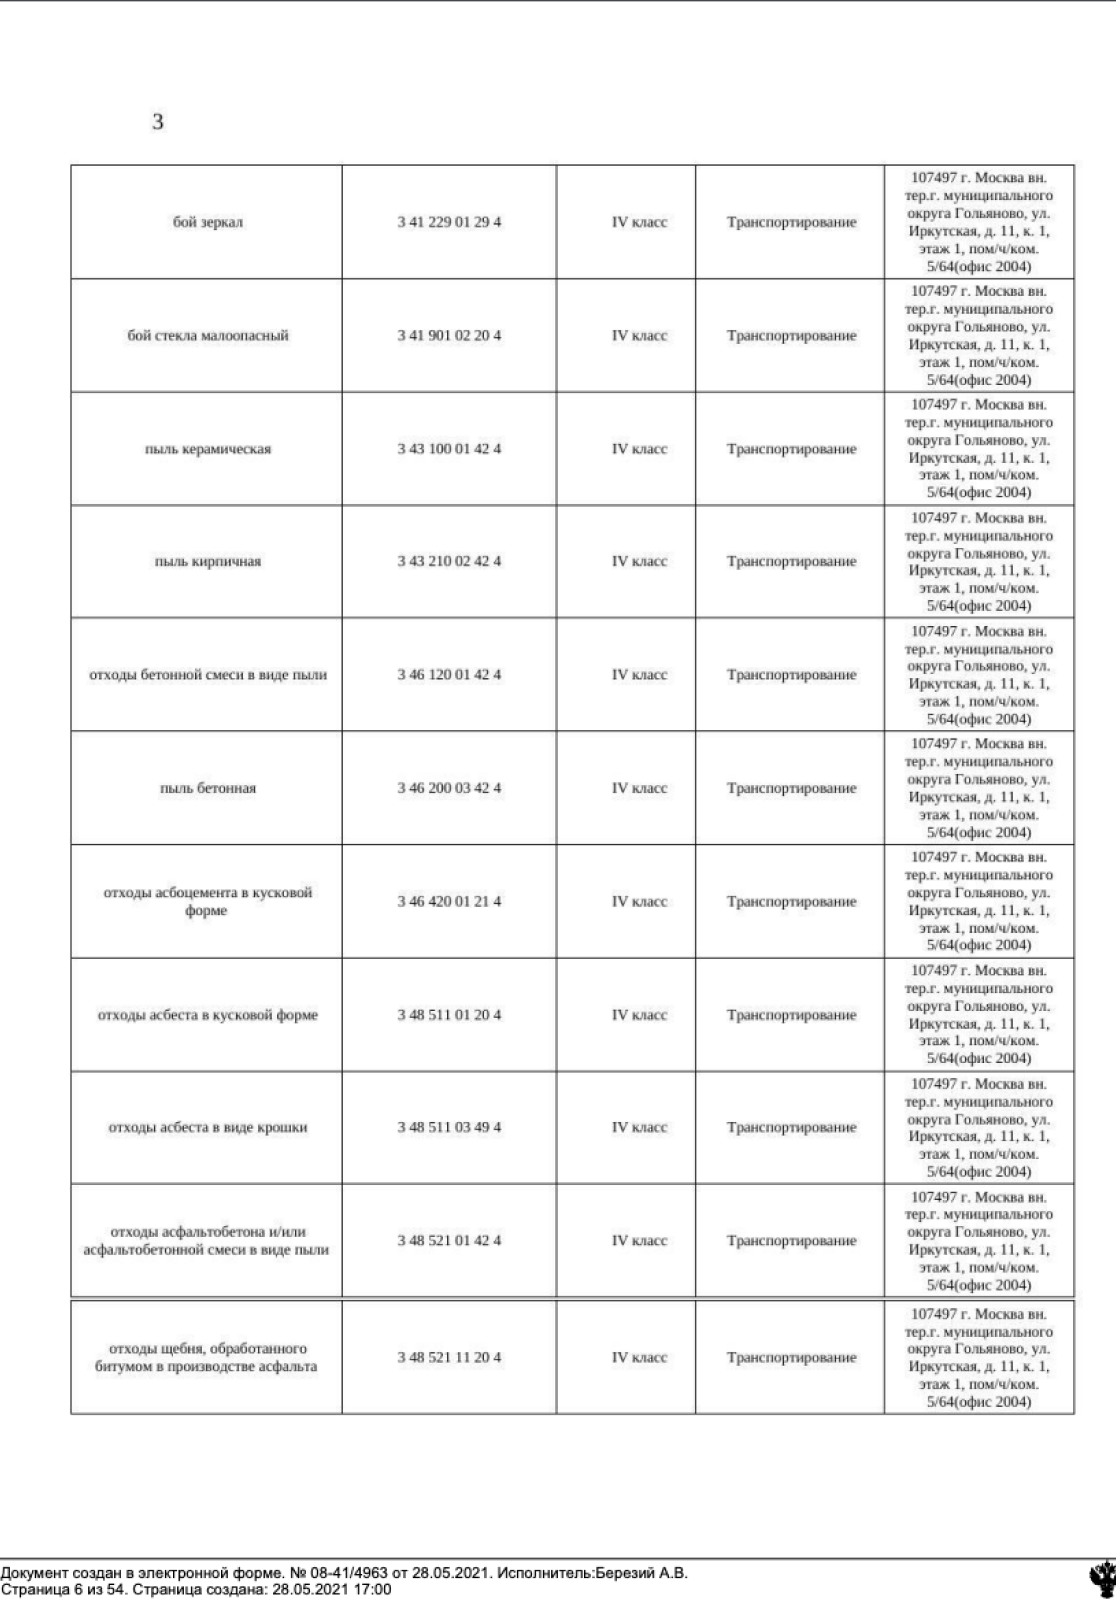 3
бой зеркал
3 41 229 01 29 4
IV класс
Транспортирование
107497 г. Москва вн.
тер.г. муниципального
округа Гольяново, ул.
Иркутская, д. 11, к. 1,
этаж 1, пом/ч/ком.
5/64(офис 2004)
бой стекла малоопасный
3 41 901 02 20 4
IV класс
Транспортирование
107497 г. Москва вн.
тер.г. муниципального
округа Гольяново, ул.
Иркутская, д. 11, к. 1,
этаж 1, пом/ч/ком.
5/64(офис 2004)
пыль керамическая
3 43 100 01 42 4
IV класс
Транспортирование
107497 г. Москва вн.
тер.г. муниципального
округа Гольяново, ул.
Иркутская, д. 11, к. 1,
этаж 1, пом/ч/ком.
5/64(офис 2004)
пыль кирпичная
3 43 210 02 42 4
IV класс
Транспортирование
107497 г. Москва вн.
тер.г. муниципального
округа Гольяново, ул.
Иркутская, д. 11, к. 1,
этаж 1, пом/ч/ком.
5/64(офис 2004)
отходы бетонной смеси в виде пыли
3 46 120 01 42 4
IV класс
Транспортирование
107497 г. Москва вн.
тер.г. муниципального
округа Гольяново, ул.
Иркутская, д. 11, к. 1,
этаж 1, пом/ч/ком.
5/64(офис 2004)
пыль бетонная
3 46 200 03 42 4
IV класс
Транспортирование
107497 г. Москва вн.
тер.г. муниципального
округа Гольяново, ул.
Иркутская, д. 11, к. 1,
этаж 1, пом/ч/ком.
5/64(офис 2004)
отходы асбоцемента в кусковой
форме
3 46 420 01 21 4
IV класс
Транспортирование
107497 г. Москва вн.
тер.г. муниципального
округа Гольяново, ул.
Иркутская, д. 11, к. 1,
этаж 1, пом/ч/ком.
5/64(офис 2004)
отходы асбеста в кусковой форме
3 48 511 01 20 4
IV класс
Транспортирование
107497 г. Москва вн.
тер.г. муниципального
округа Гольяново, ул.
Иркутская, д. 11, к. 1,
этаж 1, пом/ч/ком.
5/64(офис 2004)
отходы асбеста в виде крошки
3 48 511 03 49 4
IV класс
Транспортирование
107497 г. Москва вн.
тер.г. муниципального
округа Гольяново, ул.
Иркутская, д. 11, к. 1,
этаж 1, пом/ч/ком.
5/64(офис 2004)
отходы асфальтобетона и/или
асфальтобетонной смеси в виде пыли
3 48 521 01 42 4
IV класс
Транспортирование
107497 г. Москва вн.
тер.г. муниципального
округа Гольяново, ул.
Иркутская, д. 11, к. 1,
этаж 1, пом/ч/ком.
5/64(офис 2004)
отходы щебня, обработанного
битумом в производстве асфальта
3 48 521 11 20 4
IV класс
Транспортирование
107497 г. Москва вн.
тер.г. муниципального
округа Гольяново, ул.
Иркутская, д. 11, к. 1,
этаж 1, пом/ч/ком.
5/64(офис 2004)
Документ создан в электронной форме. № 08-41/4963 от 28.05.2021. Исполнитель:Березий А.В.
Страница 6 из 54. Страница создана: 28.05.2021 17:00